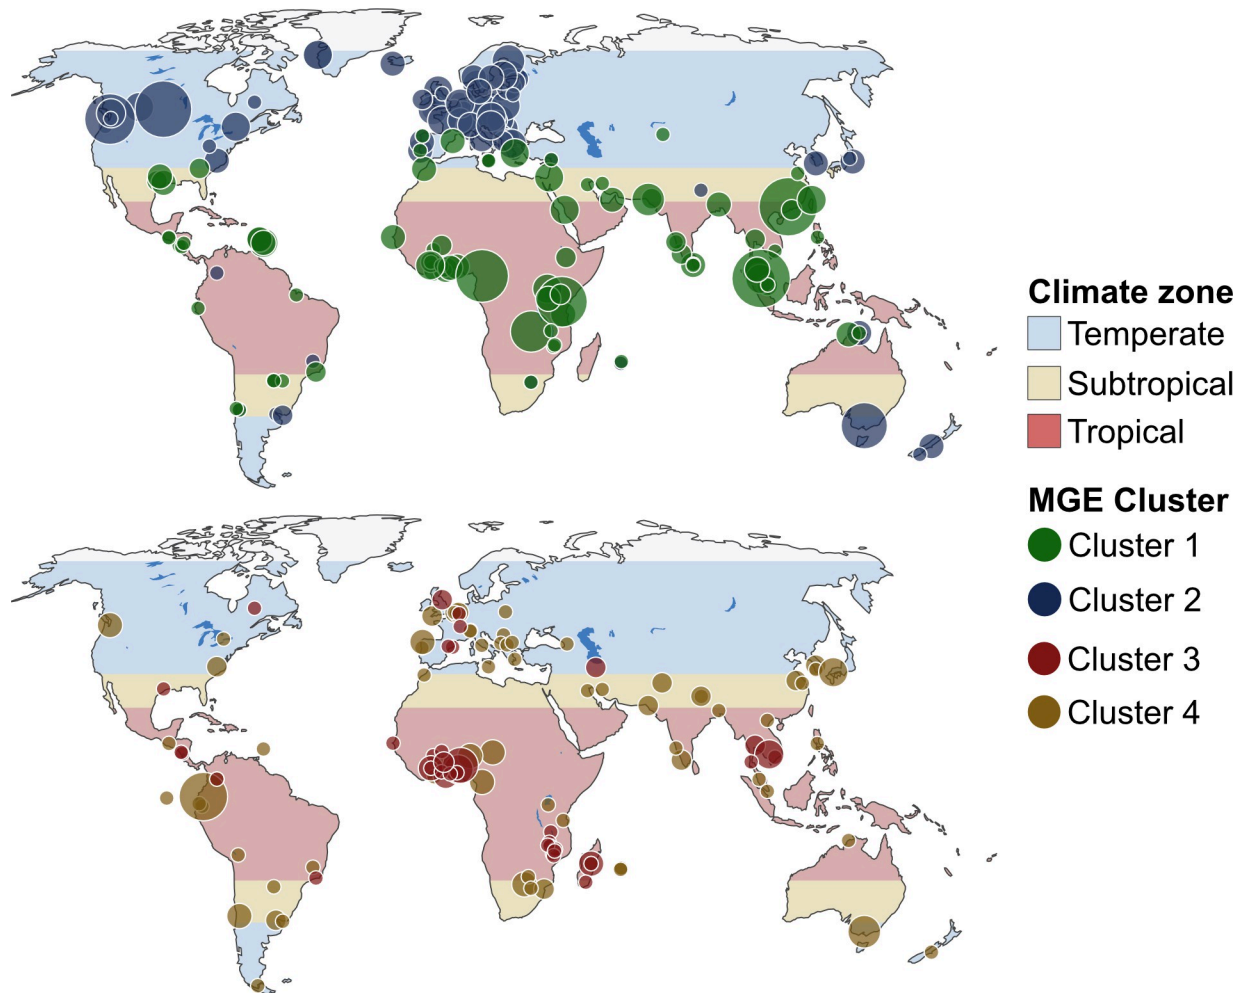 Climate zone
Temperate
Subtropical
Tropical
MGE Cluster
Cluster 1
Cluster 2
Cluster 3
Cluster 4